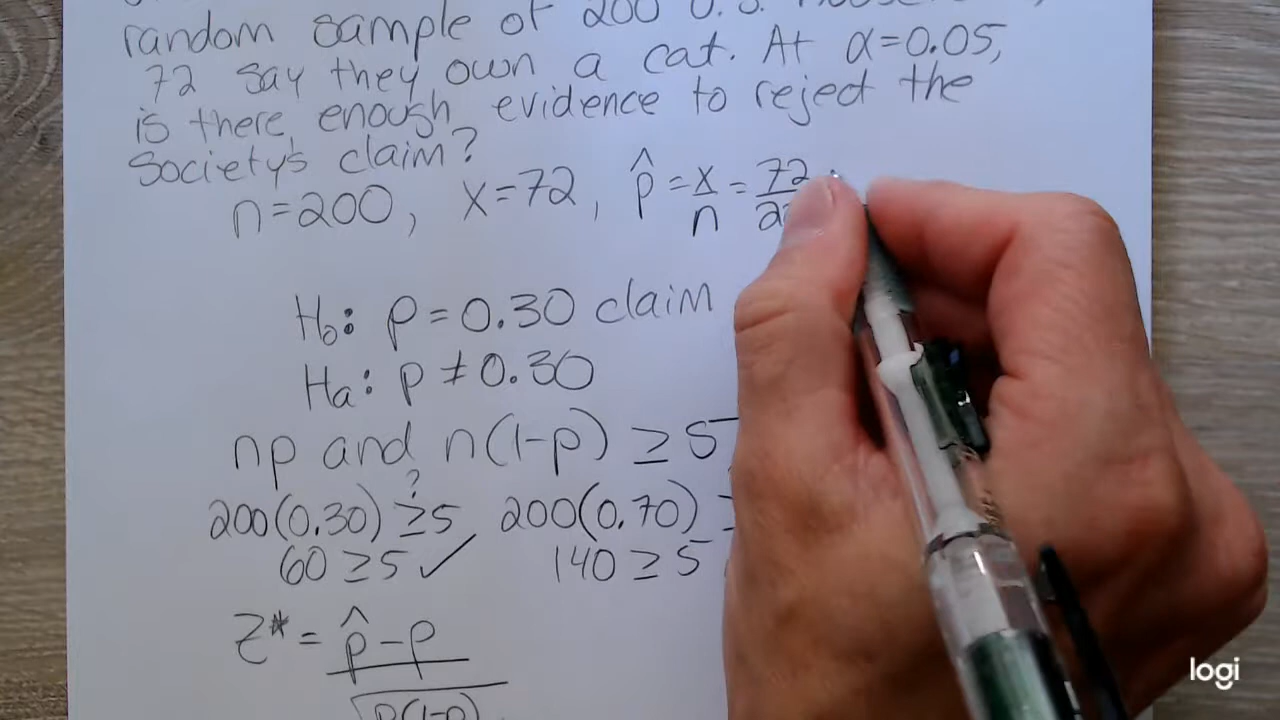 random sample of 200 U.S.
72 say they own a cat. At α=0.05,
is there enough evidence to reject the
Society's claim?
n=200, x=72, p̂ = x/n = 72/
H₀: p=0.30 claim
Ha: p≠0.30
np and n(1-p) ≥ 5
?
200(0.30) ≥ 5 200(0.70)
60 ≥ 5 ✓ 140 ≥ 5
Z* = p̂ - p
√p(1-p)
logi